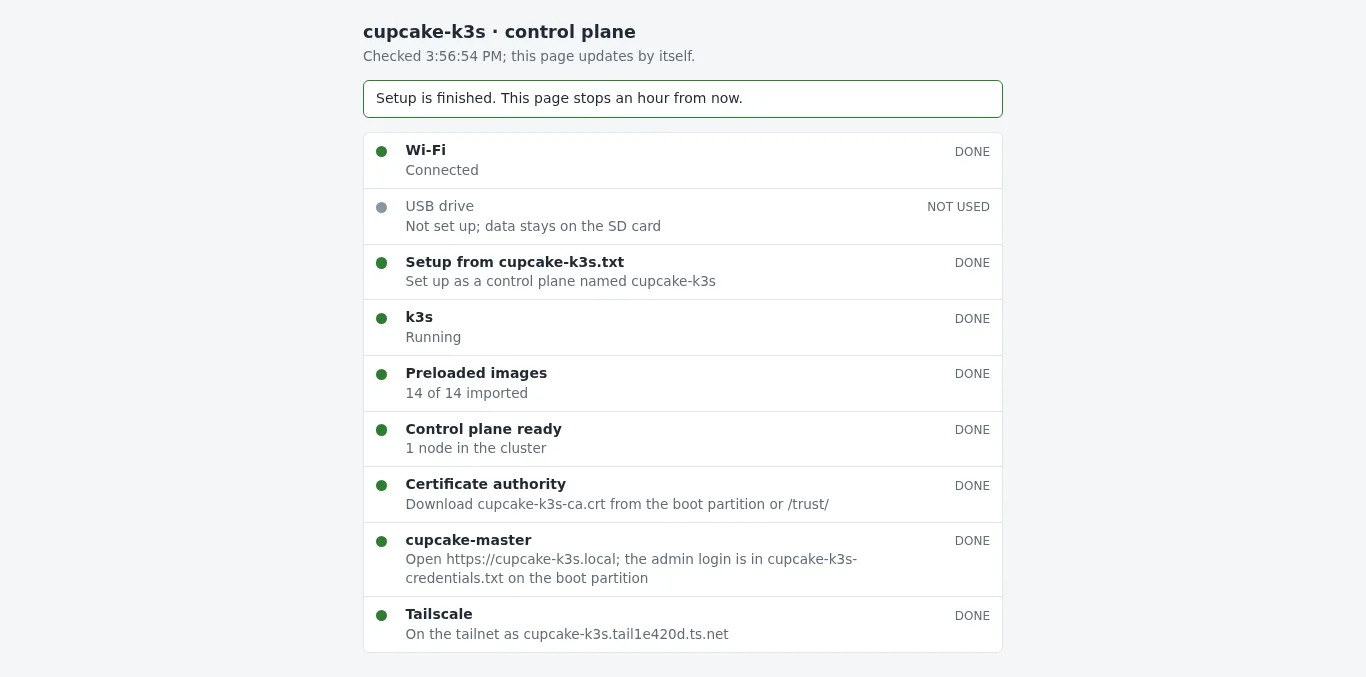 cupcake-k3s · control plane
Checked 3:56:54 PM; this page updates by itself.
Setup is finished. This page stops an hour from now.
Wi-Fi
DONE
Connected
USB drive
NOT USED
Not set up; data stays on the SD card
Setup from cupcake-k3s.txt
DONE
Set up as a control plane named cupcake-k3s
k3s
DONE
Running
Preloaded images
DONE
14 of 14 imported
Control plane ready
DONE
1 node in the cluster
Certificate authority
DONE
Download cupcake-k3s-ca.crt from the boot partition or /trust/
cupcake-master
DONE
Open https://cupcake-k3s.local; the admin login is in cupcake-k3s-
credentials.txt on the boot partition
Tailscale
DONE
On the tailnet as cupcake-k3s.tail1e420d.ts.net